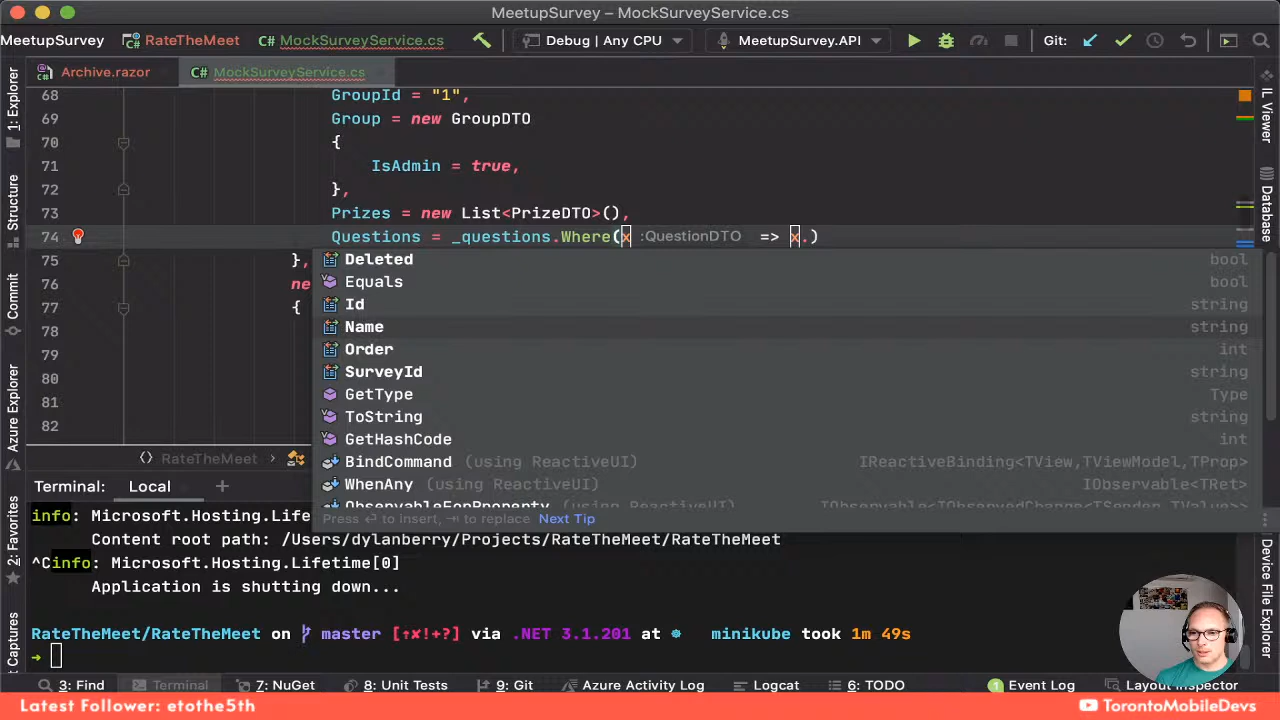 MeetupSurvey – MockSurveyService.cs
MeetupSurvey RateTheMeet C# MockSurveyService.cs Debug | Any CPU MeetupSurvey.API Git:
Archive.razor C# MockSurveyService.cs
1: Explorer
Structure
Commit
Azure Explorer
2: Favorites
Captures
68 GroupId = "1",
69 Group = new GroupDTO
70 {
71 IsAdmin = true,
72 },
73 Prizes = new List<PrizeDTO>(),
74 Questions = _questions.Where(x :QuestionDTO => x.)
75 },
76 ne
77 {
78
79
80
81
82
Deleted bool
Equals bool
Id string
Name string
Order int
SurveyId string
GetType Type
ToString string
GetHashCode int
BindCommand (using ReactiveUI) IReactiveBinding<TView,TViewModel,TProp>
WhenAny (using ReactiveUI) IObservable<TRet>
ObservableForProperty (using ReactiveUI) IObservable<IObservedChange<TSender,TValue>>
Press ↵ to insert, ⇥ to replace Next Tip
RateTheMeet
Terminal: Local +
info: Microsoft.Hosting.Life
Content root path: /Users/dylanberry/Projects/RateTheMeet/RateTheMeet
^Cinfo: Microsoft.Hosting.Lifetime[0]
Application is shutting down...
RateTheMeet/RateTheMeet on master [↑✘!+?] via .NET 3.1.201 at ☸ minikube took 1m 49s
→
IL Viewer
Database
Device File Explorer
3: Find Terminal 7: NuGet 8: Unit Tests 9: Git Azure Activity Log Logcat 6: TODO 1 Event Log Layout Inspector
Latest Follower: etothe5th TorontoMobileDevs